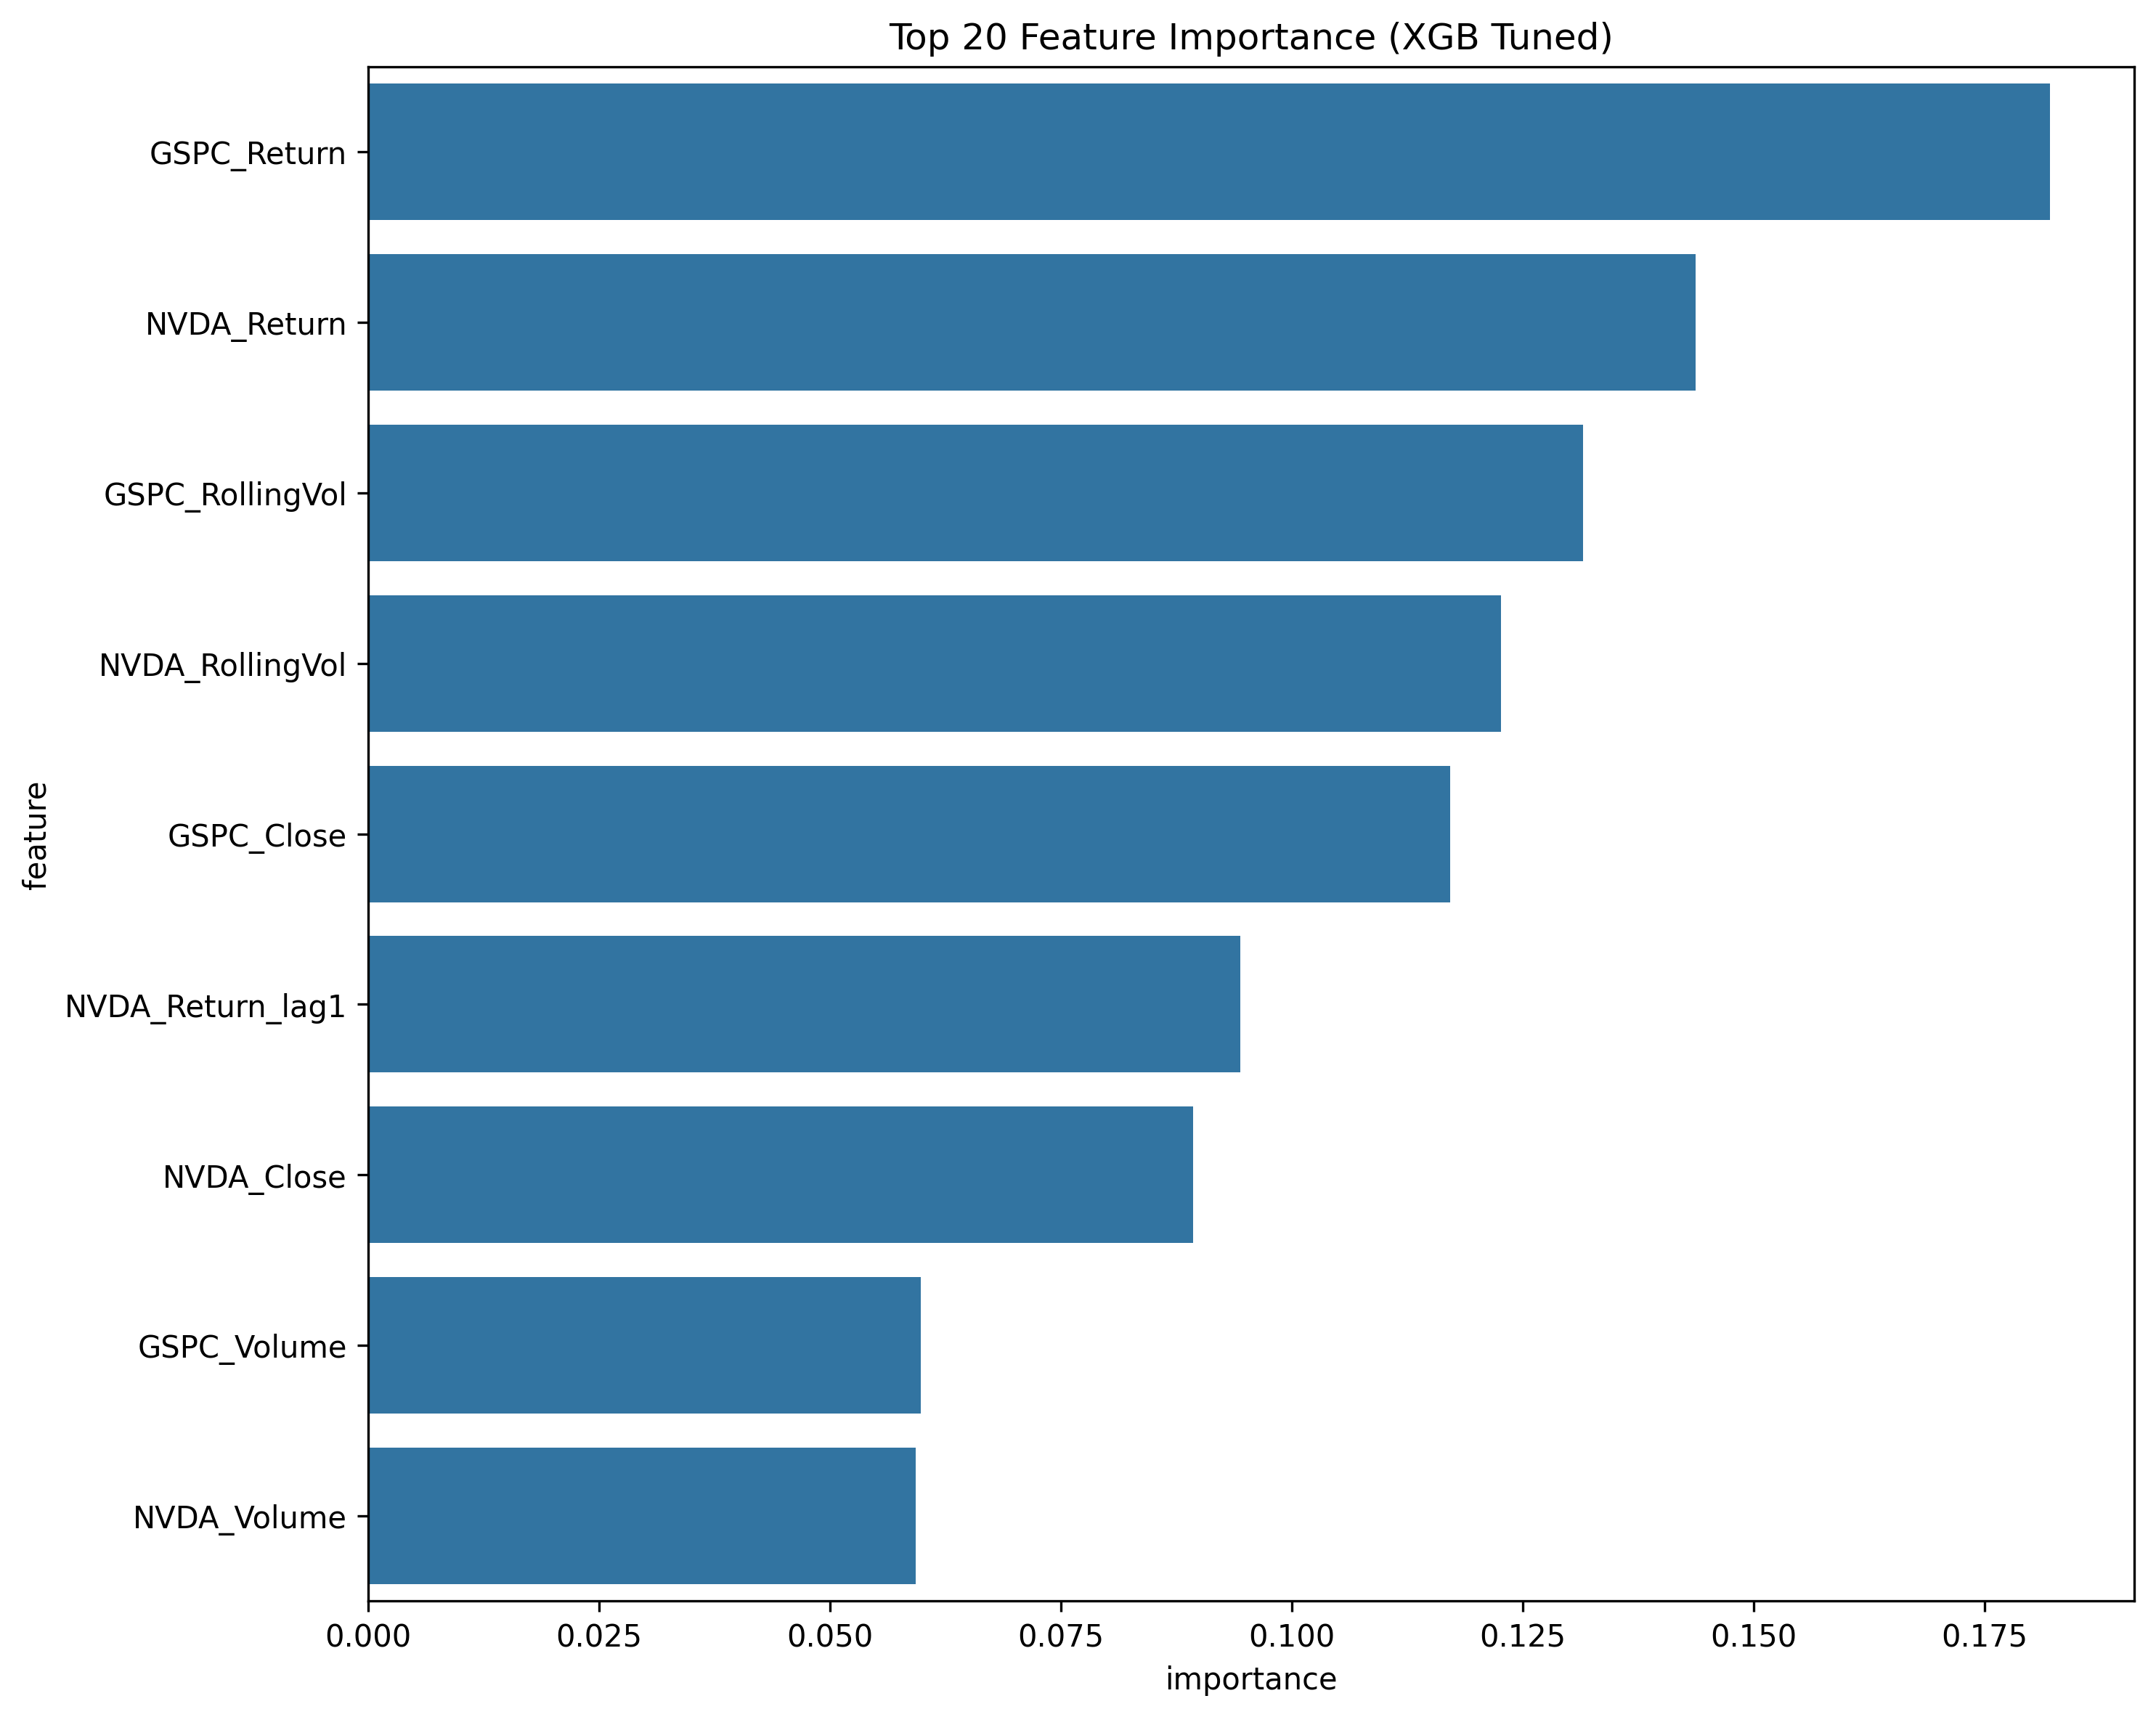 Top 20 Feature Importance (XGB Tuned)
feature
GSPC_Return
NVDA_Return
GSPC_RollingVol
NVDA_RollingVol
GSPC_Close
NVDA_Return_lag1
NVDA_Close
GSPC_Volume
NVDA_Volume
0.000 0.025 0.050 0.075 0.100 0.125 0.150 0.175
importance